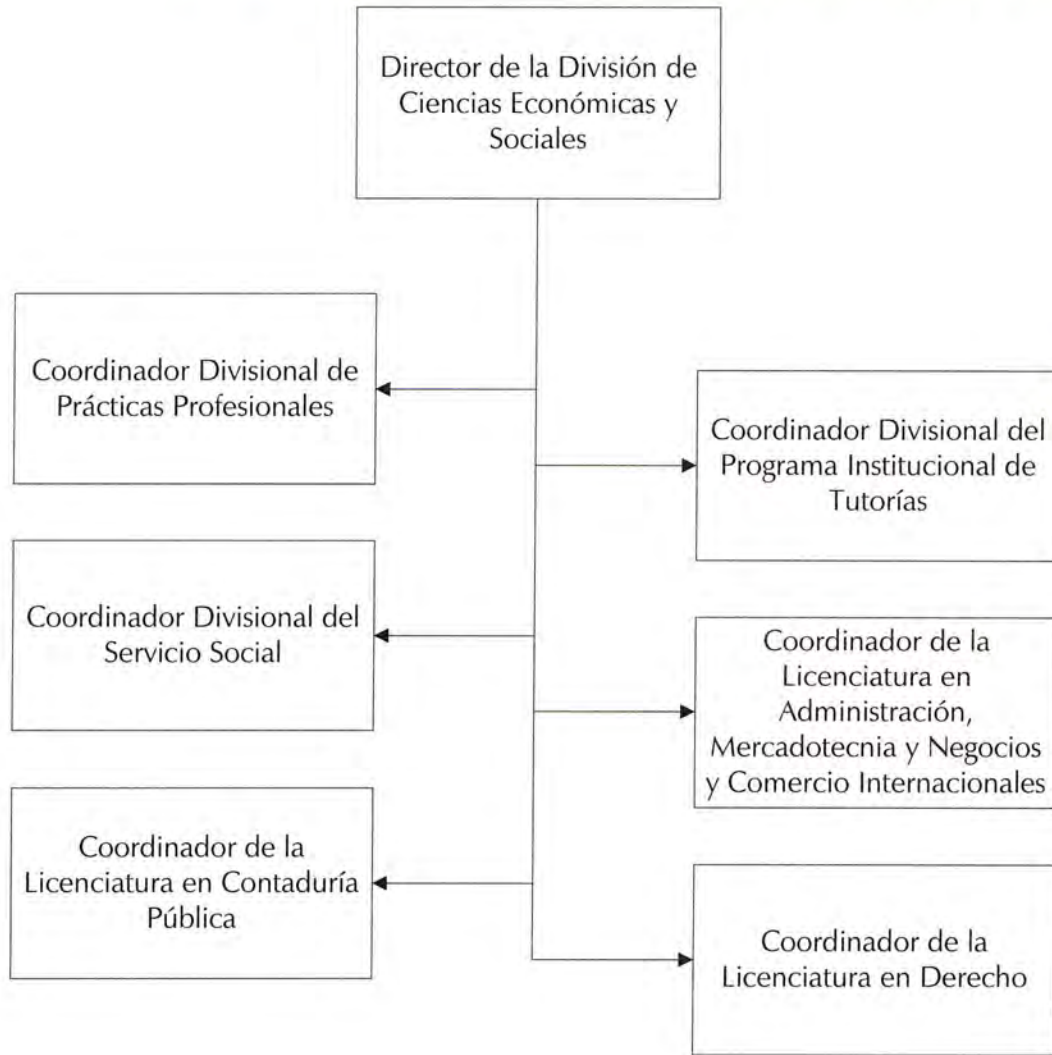 Director de la División de
Ciencias Económicas y
Sociales
Coordinador Divisional de
Prácticas Profesionales
Coordinador Divisional del
Programa Institucional de
Tutorías
Coordinador Divisional del
Servicio Social
Coordinador de la
Licenciatura en
Administración,
Mercadotecnia y Negocios
y Comercio Internacionales
Coordinador de la
Licenciatura en Contaduría
Pública
Coordinador de la
Licenciatura en Derecho